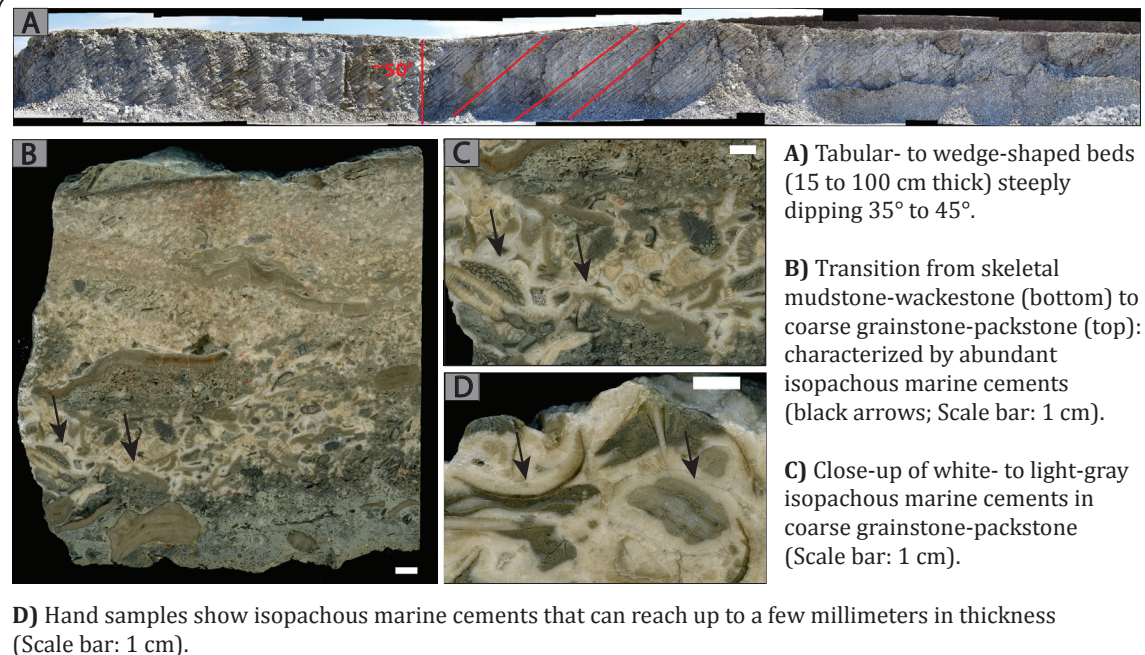 A
~50'
B
C
D
A) Tabular- to wedge-shaped beds
(15 to 100 cm thick) steeply
dipping 35° to 45°.
B) Transition from skeletal
mudstone-wackestone (bottom) to
coarse grainstone-packstone (top):
characterized by abundant
isopachous marine cements
(black arrows; Scale bar: 1 cm).
C) Close-up of white- to light-gray
isopachous marine cements in
coarse grainstone-packstone
(Scale bar: 1 cm).
D) Hand samples show isopachous marine cements that can reach up to a few millimeters in thickness
(Scale bar: 1 cm).